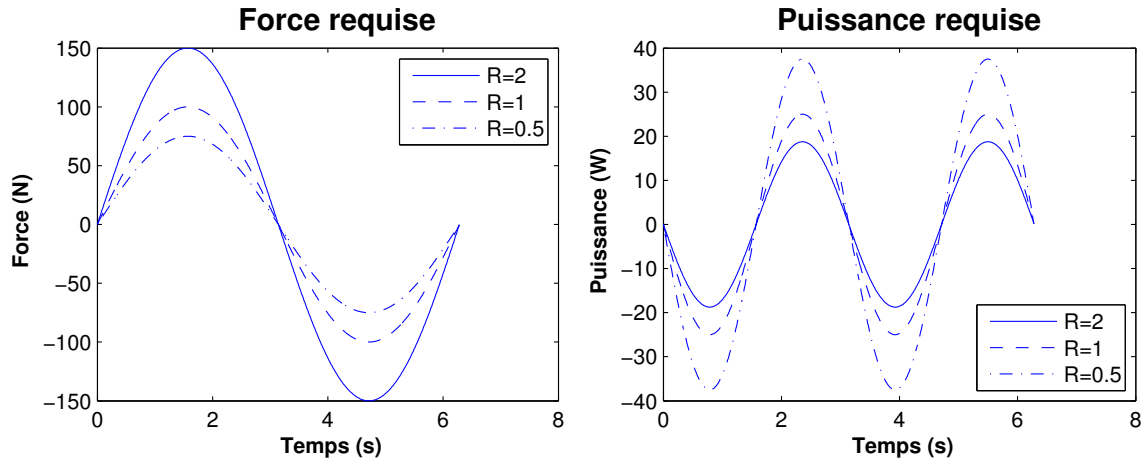 Force requise
Force (N)
150
100
50
0
−50
−100
−150
0
2
4
6
8
Temps (s)
R=2
R=1
R=0.5
Puissance requise
Puissance (W)
40
30
20
10
0
−10
−20
−30
−40
0
2
4
6
8
Temps (s)
R=2
R=1
R=0.5